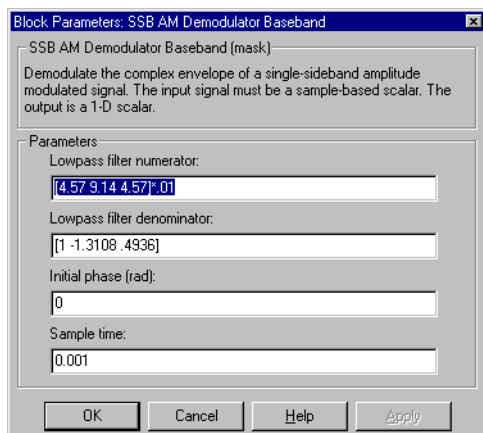 Block Parameters: SSB AM Demodulator Baseband
SSB AM Demodulator Baseband (mask)
Demodulate the complex envelope of a single-sideband amplitude
modulated signal. The input signal must be a sample-based scalar. The
output is a 1-D scalar.
Parameters
Lowpass filter numerator:
[4.57 9.14 4.57]*.01
Lowpass filter denominator:
[1 -1.3108 .4936]
Initial phase (rad):
0
Sample time:
0.001
OK Cancel Help Apply